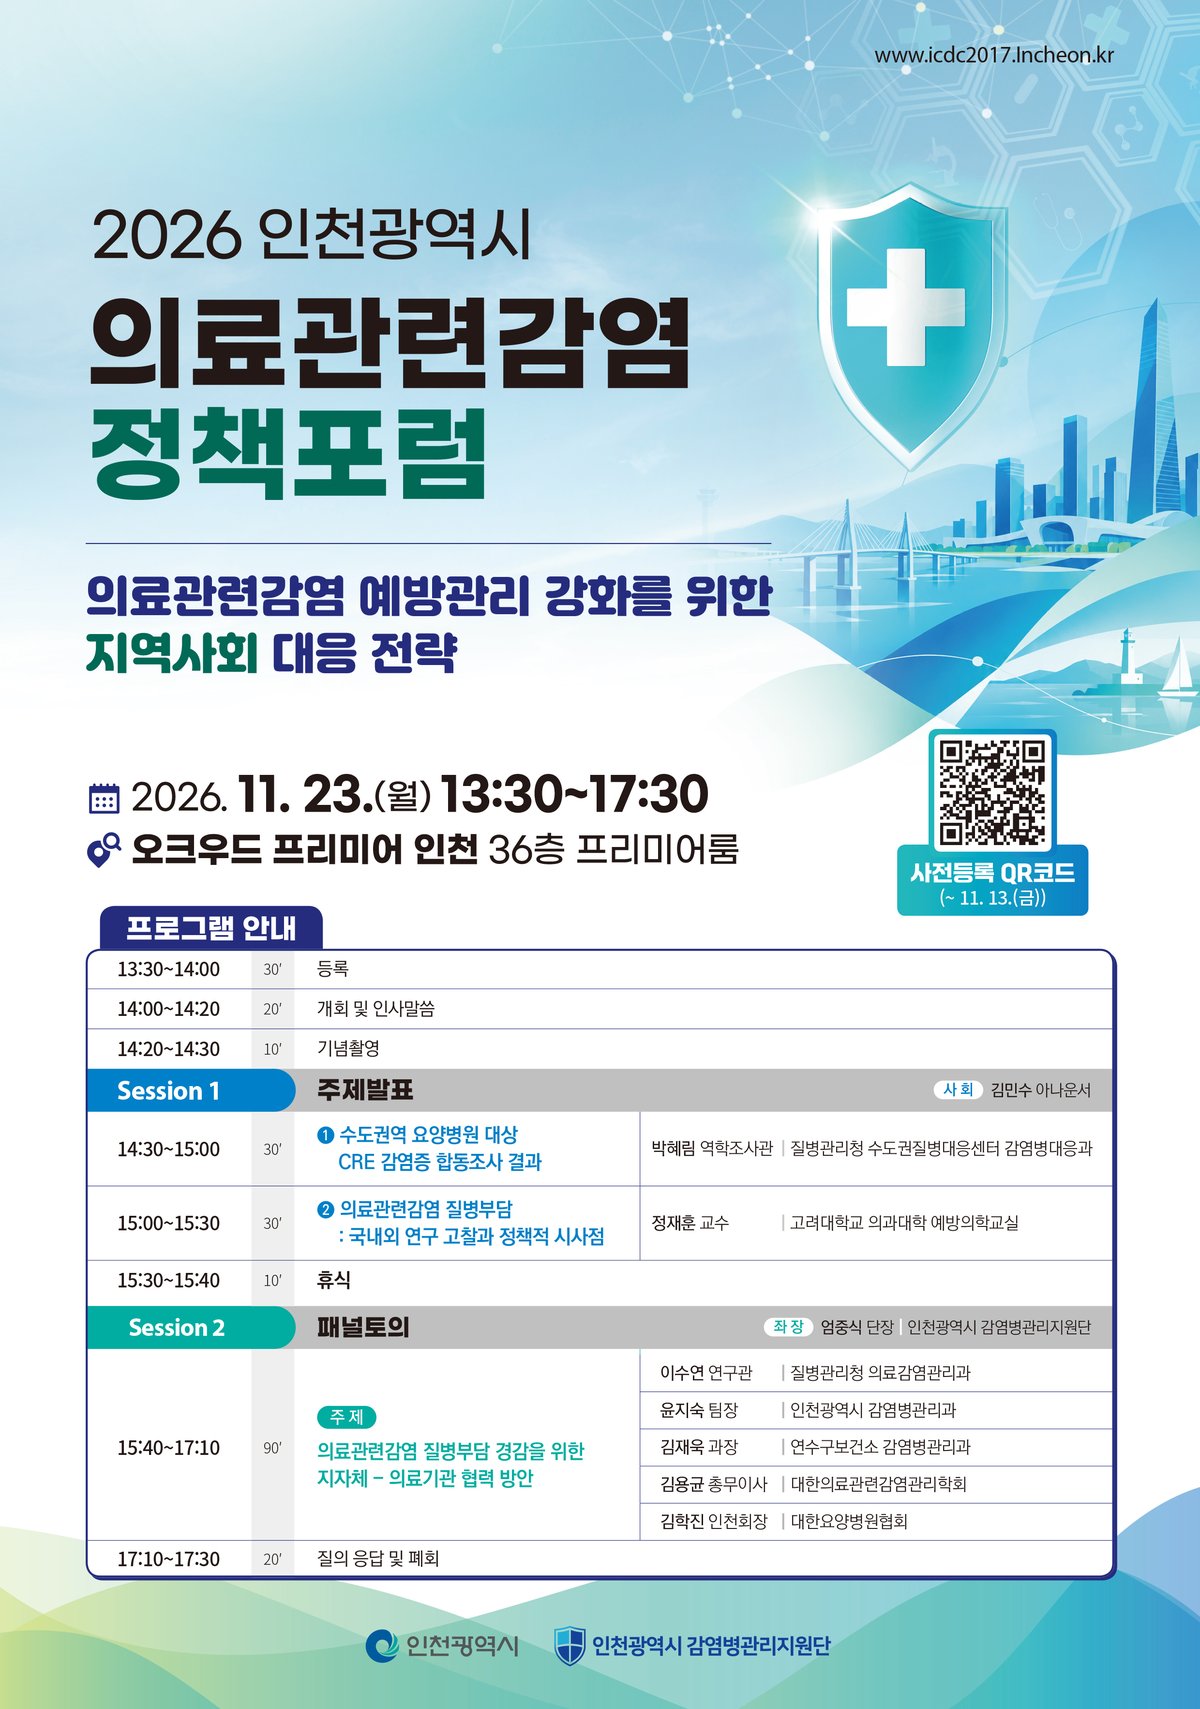 www.icdc2017.Incheon.kr
2026 인천광역시
의료관련감염
정책포럼
의료관련감염 예방관리 강화를 위한
지역사회 대응 전략
2026. 11. 23.(월) 13:30~17:30
오크우드 프리미어 인천 36층 프리미어룸
사전등록 QR코드
(~ 11. 13.(금))
프로그램 안내
13:30~14:00 30′ 등록
14:00~14:20 20′ 개회 및 인사말씀
14:20~14:30 10′ 기념촬영
Session 1 주제발표 사 회 김민수 아나운서
14:30~15:00 30′ ❶ 수도권역 요양병원 대상
CRE 감염증 합동조사 결과
박혜림 역학조사관 | 질병관리청 수도권질병대응센터 감염병대응과
15:00~15:30 30′ ❷ 의료관련감염 질병부담
: 국내외 연구 고찰과 정책적 시사점
정재훈 교수 | 고려대학교 의과대학 예방의학교실
15:30~15:40 10′ 휴식
Session 2 패널토의 좌 장 엄중식 단장 | 인천광역시 감염병관리지원단
15:40~17:10 90′ 주 제
의료관련감염 질병부담 경감을 위한
지자체 – 의료기관 협력 방안
이수연 연구관 | 질병관리청 의료감염관리과
윤지숙 팀장 | 인천광역시 감염병관리과
김재욱 과장 | 연수구보건소 감염병관리과
김용균 총무이사 | 대한의료관련감염관리학회
김학진 인천회장 | 대한요양병원협회
17:10~17:30 20′ 질의 응답 및 폐회
인천광역시 인천광역시 감염병관리지원단